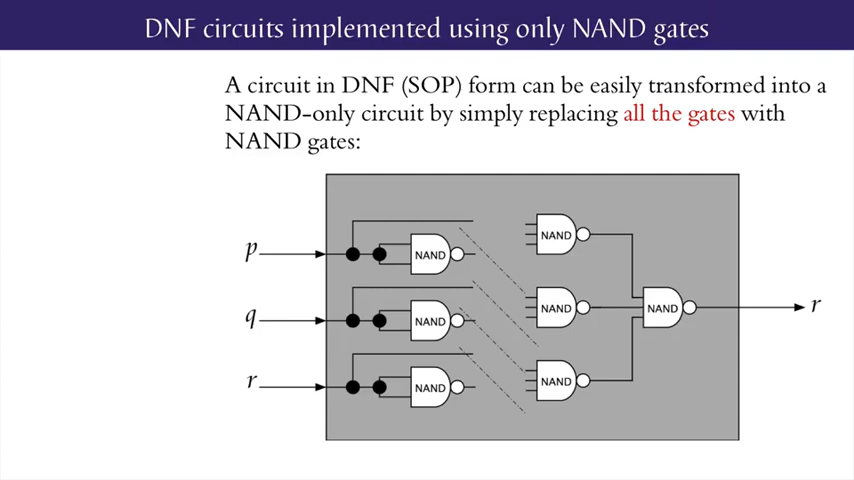 DNF circuits implemented using only NAND gates
A circuit in DNF (SOP) form can be easily transformed into a
NAND-only circuit by simply replacing all the gates with
NAND gates:
p
NAND
NAND
q
NAND
NAND
NAND
r
r
NAND
NAND